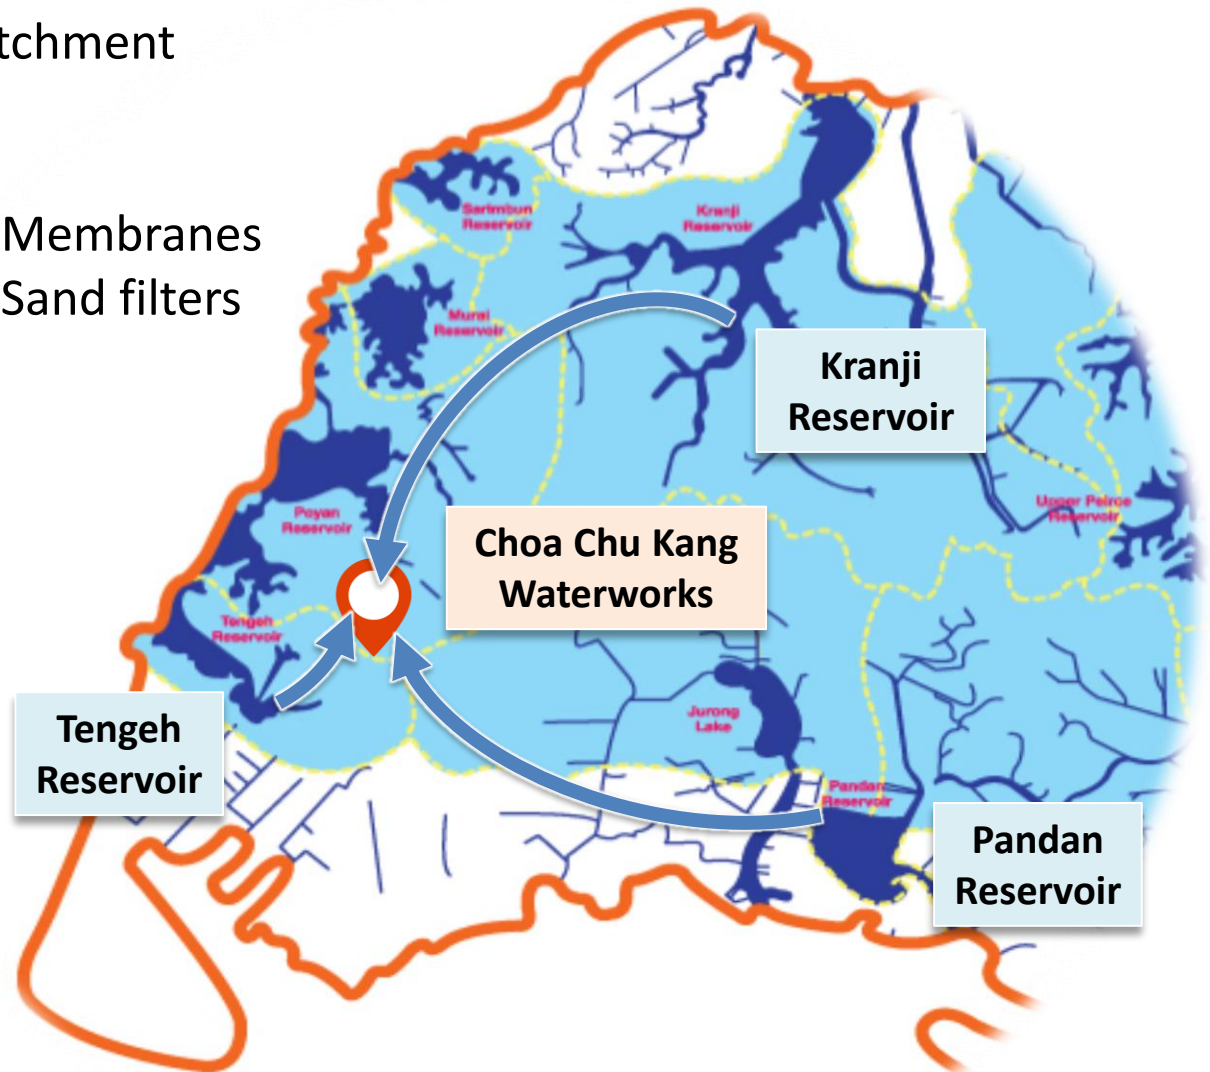 tchment
Membranes
Sand filters
Sarimbun
Reservoir
Kranji
Reservoir
Murai
Reservoir
Kranji
Reservoir
Poyan
Reservoir
Upper Peirce
Reservoir
Choa Chu Kang
Waterworks
Tengeh
Reservoir
Tengeh
Reservoir
Jurong
Lake
Pandan
Reservoir
Pandan
Reservoir